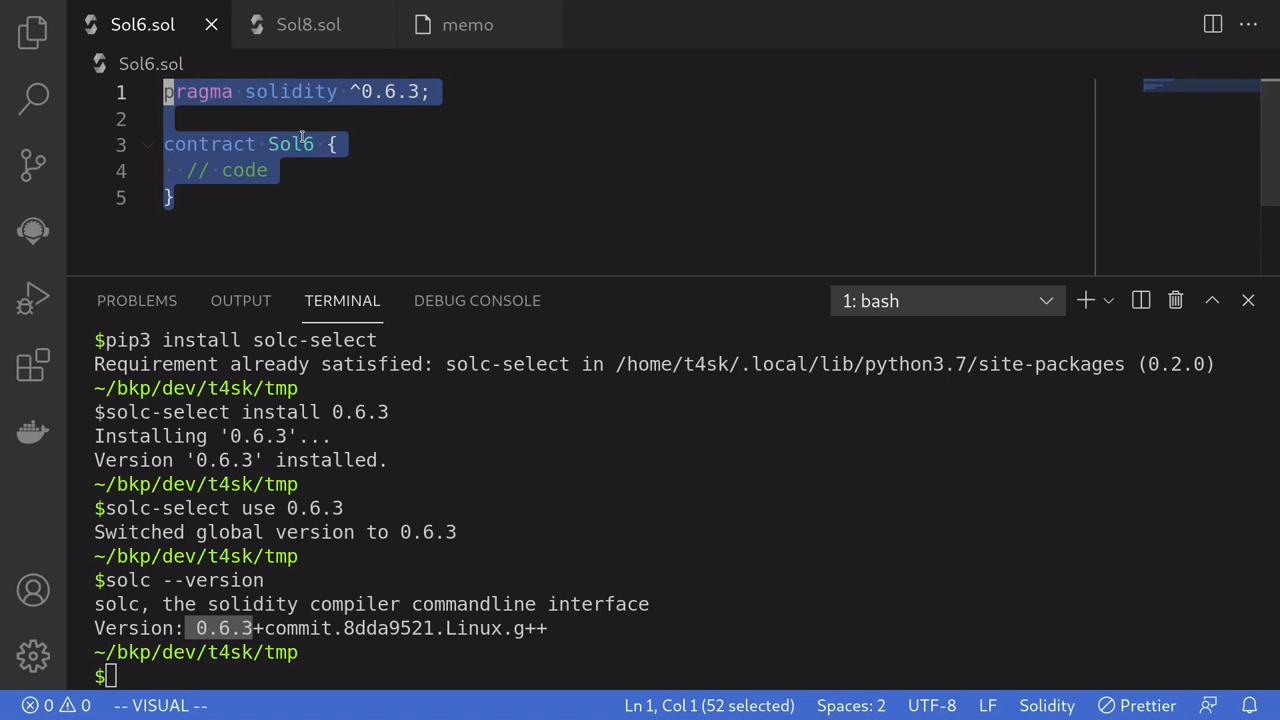 Sol6.sol
Sol8.sol
memo
Sol6.sol
1 pragma solidity ^0.6.3;
2
3 contract Sol6 {
4 // code
5 }
PROBLEMS OUTPUT TERMINAL DEBUG CONSOLE 1: bash
$pip3 install solc-select
Requirement already satisfied: solc-select in /home/t4sk/.local/lib/python3.7/site-packages (0.2.0)
~/bkp/dev/t4sk/tmp
$solc-select install 0.6.3
Installing '0.6.3'...
Version '0.6.3' installed.
~/bkp/dev/t4sk/tmp
$solc-select use 0.6.3
Switched global version to 0.6.3
~/bkp/dev/t4sk/tmp
$solc --version
solc, the solidity compiler commandline interface
Version: 0.6.3+commit.8dda9521.Linux.g++
~/bkp/dev/t4sk/tmp
$
0 0 -- VISUAL -- Ln 1, Col 1 (52 selected) Spaces: 2 UTF-8 LF Solidity Prettier